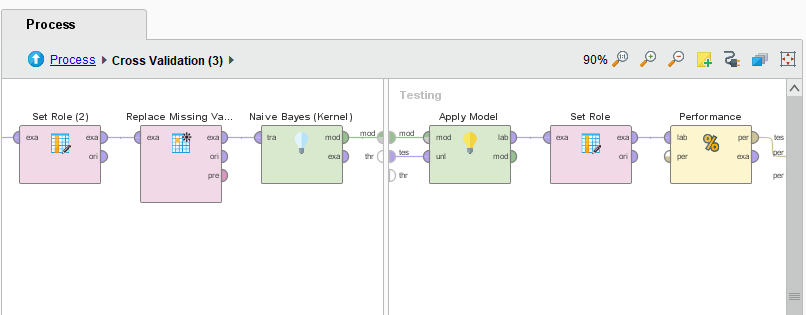 Process
Process ▸ Cross Validation (3) ▸
90%
Testing
Set Role (2)
Replace Missing Va...
Naive Bayes (Kernel)
Apply Model
Set Role
Performance
exa exa
ori
exa exa
ori
pre
tra mod
exa
mod
thr
mod
tes
thr
mod lab
unl mod
exa exa
ori
lab per
per exa
tes
per
per